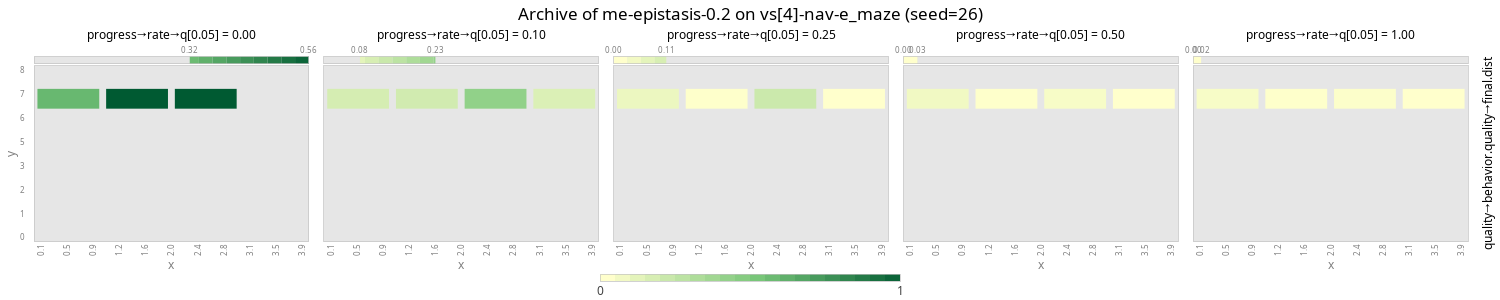 Archive of me-epistasis-0.2 on vs[4]-nav-e_maze (seed=26)
progress→rate→q[0.05] = 0.00
progress→rate→q[0.05] = 0.10
progress→rate→q[0.05] = 0.25
progress→rate→q[0.05] = 0.50
progress→rate→q[0.05] = 1.00
0.32 0.56
0.08 0.23
0.00 0.11
0.00 0.03
0.00 0.02
8
7
6
5
4
3
2
1
0
y
0.1 0.5 0.9 1.2 1.6 2.0 2.4 2.8 3.1 3.5 3.9
0.1 0.5 0.9 1.2 1.6 2.0 2.4 2.8 3.1 3.5 3.9
0.1 0.5 0.9 1.2 1.6 2.0 2.4 2.8 3.1 3.5 3.9
0.1 0.5 0.9 1.2 1.6 2.0 2.4 2.8 3.1 3.5 3.9
0.1 0.5 0.9 1.2 1.6 2.0 2.4 2.8 3.1 3.5 3.9
x
x
x
x
x
quality→behavior.quality→final.dist
0 1